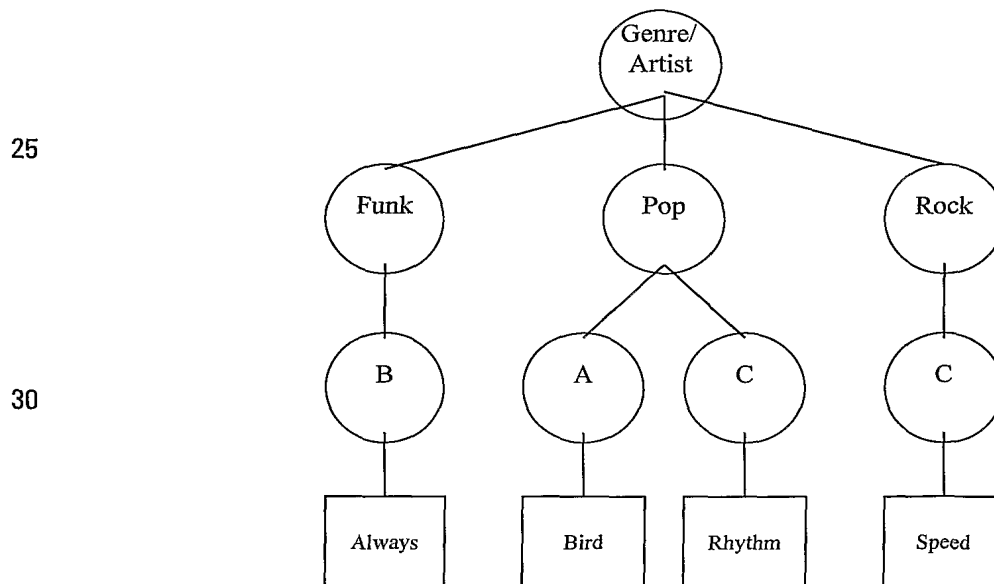 Genre/
Artist
25
Funk Pop Rock
B A C C
30
Always Bird Rhythm Speed